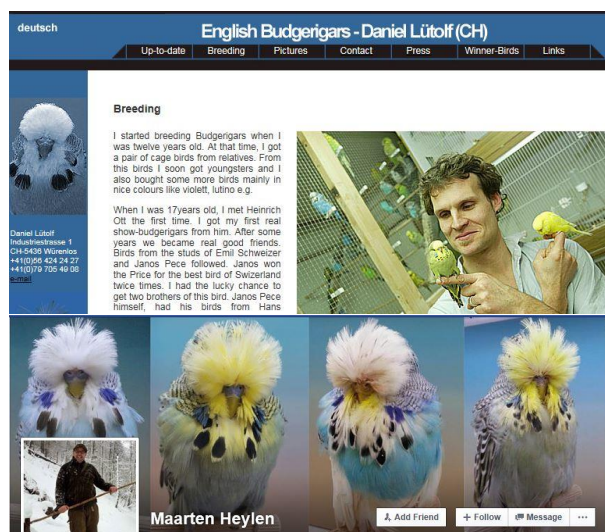 deutsch
English Budgerigars - Daniel Lütolf (CH)
Up-to-date Breeding Pictures Contact Press Winner-Birds Links
Breeding
I started breeding Budgerigars when I
was twelve years old. At that time, I got
a pair of cage birds from relatives. From
this birds I soon got youngsters and I
also bought some more birds mainly in
nice colours like violett, lutino e.g.
When I was 17years old, I met Heinrich
Ott the first time. I got my first real
show-budgerigars from him. After some
years we became real good friends.
Birds from the studs of Emil Schweizer
and Janos Pece followed. Janos won
the Price for the best bird of Swizerland
twice times. I had the lucky chance to
get two brothers of this bird. Janos Pece
himself, had his birds from Hans
Daniel Lütolf
Industriestrasse 1
CH-5436 Würenlos
+41(0)56 424 24 27
+41(0)79 705 49 08
e-mail
Maarten Heylen
Add Friend
Follow
Message